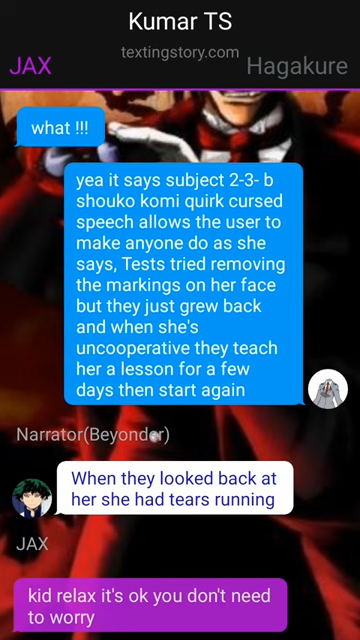 Kumar TS
textingstory.com
JAX
Hagakure
what !!!
yea it says subject 2-3- b
shouko komi quirk cursed
speech allows the user to
make anyone do as she
says, Tests tried removing
the markings on her face
but they just grew back
and when she's
uncooperative they teach
her a lesson for a few
days then start again
Narrator(Beyonder)
When they looked back at
her she had tears running
JAX
kid relax it's ok you don't need
to worry